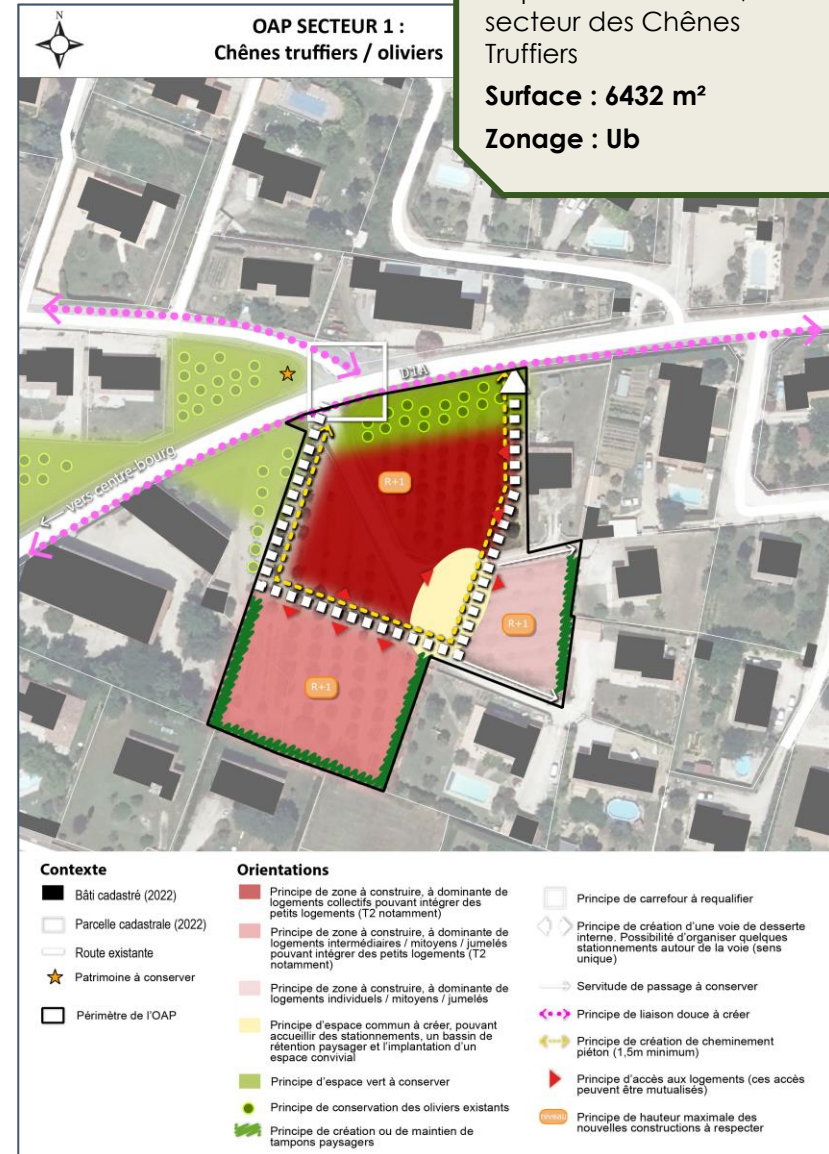 N
OAP SECTEUR 1 :
Chênes truffiers / oliviers
secteur des Chênes
Truffiers
Surface : 6432 m²
Zonage : Ub
D1A
<- vers centre-bourg
R+1
R+1
R+1
Contexte
Bâti cadastré (2022)
Parcelle cadastrale (2022)
Route existante
Patrimoine à conserver
Périmètre de l'OAP
Orientations
Principe de zone à construire, à dominante de
logements collectifs pouvant intégrer des
petits logements (T2 notamment)
Principe de zone à construire, à dominante de
logements intermédiaires / mitoyens / jumelés
pouvant intégrer des petits logements (T2
notamment)
Principe de zone à construire, à dominante de
logements individuels / mitoyens / jumelés
Principe d'espace commun à créer, pouvant
accueillir des stationnements, un bassin de
rétention paysager et l'implantation d'un
espace convivial
Principe d'espace vert à conserver
Principe de conservation des oliviers existants
Principe de création ou de maintien de
tampons paysagers
Principe de carrefour à requalifier
Principe de création d'une voie de desserte
interne. Possibilité d'organiser quelques
stationnements autour de la voie (sens
unique)
Servitude de passage à conserver
Principe de liaison douce à créer
Principe de création de cheminement
piéton (1,5m minimum)
Principe d'accès aux logements (ces accès
peuvent être mutualisés)
niveau
Principe de hauteur maximale des
nouvelles constructions à respecter